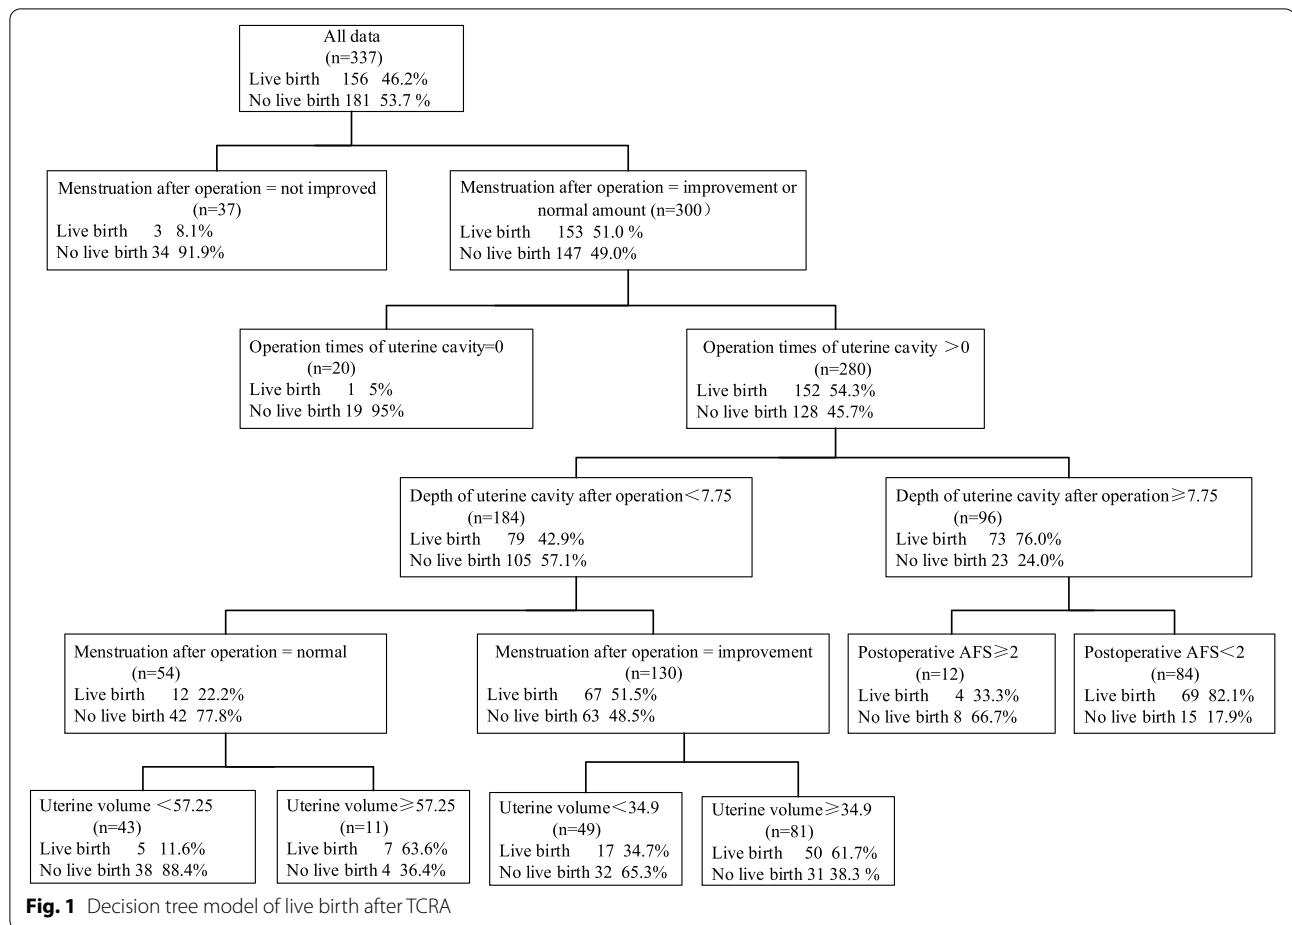 All data
(n=337)
Live birth 156 46.2%
No live birth 181 53.7 %
Menstruation after operation = not improved
(n=37)
Live birth 3 8.1%
No live birth 34 91.9%
Menstruation after operation = improvement or
normal amount (n=300）
Live birth 153 51.0 %
No live birth 147 49.0%
Operation times of uterine cavity=0
(n=20)
Live birth 1 5%
No live birth 19 95%
Operation times of uterine cavity ＞0
(n=280)
Live birth 152 54.3%
No live birth 128 45.7%
Depth of uterine cavity after operation＜7.75
(n=184)
Live birth 79 42.9%
No live birth 105 57.1%
Depth of uterine cavity after operation≥7.75
(n=96)
Live birth 73 76.0%
No live birth 23 24.0%
Menstruation after operation = normal
(n=54)
Live birth 12 22.2%
No live birth 42 77.8%
Menstruation after operation = improvement
(n=130)
Live birth 67 51.5%
No live birth 63 48.5%
Postoperative AFS≥2
(n=12)
Live birth 4 33.3%
No live birth 8 66.7%
Postoperative AFS＜2
(n=84)
Live birth 69 82.1%
No live birth 15 17.9%
Uterine volume ＜57.25
(n=43)
Live birth 5 11.6%
No live birth 38 88.4%
Uterine volume≥57.25
(n=11)
Live birth 7 63.6%
No live birth 4 36.4%
Uterine volume＜34.9
(n=49)
Live birth 17 34.7%
No live birth 32 65.3%
Uterine volume≥34.9
(n=81)
Live birth 50 61.7%
No live birth 31 38.3 %
Fig. 1 Decision tree model of live birth after TCRA